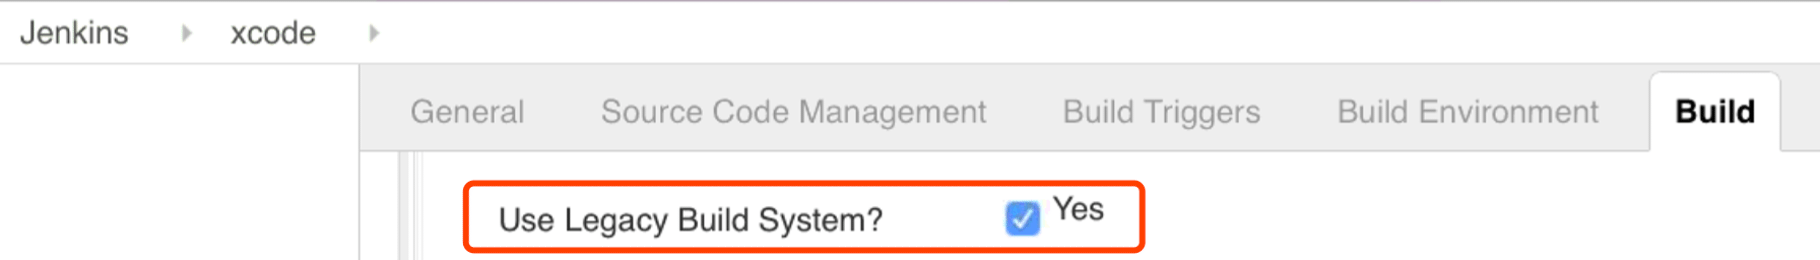 Jenkins xcode
General Source Code Management Build Triggers Build Environment Build
Use Legacy Build System? Yes